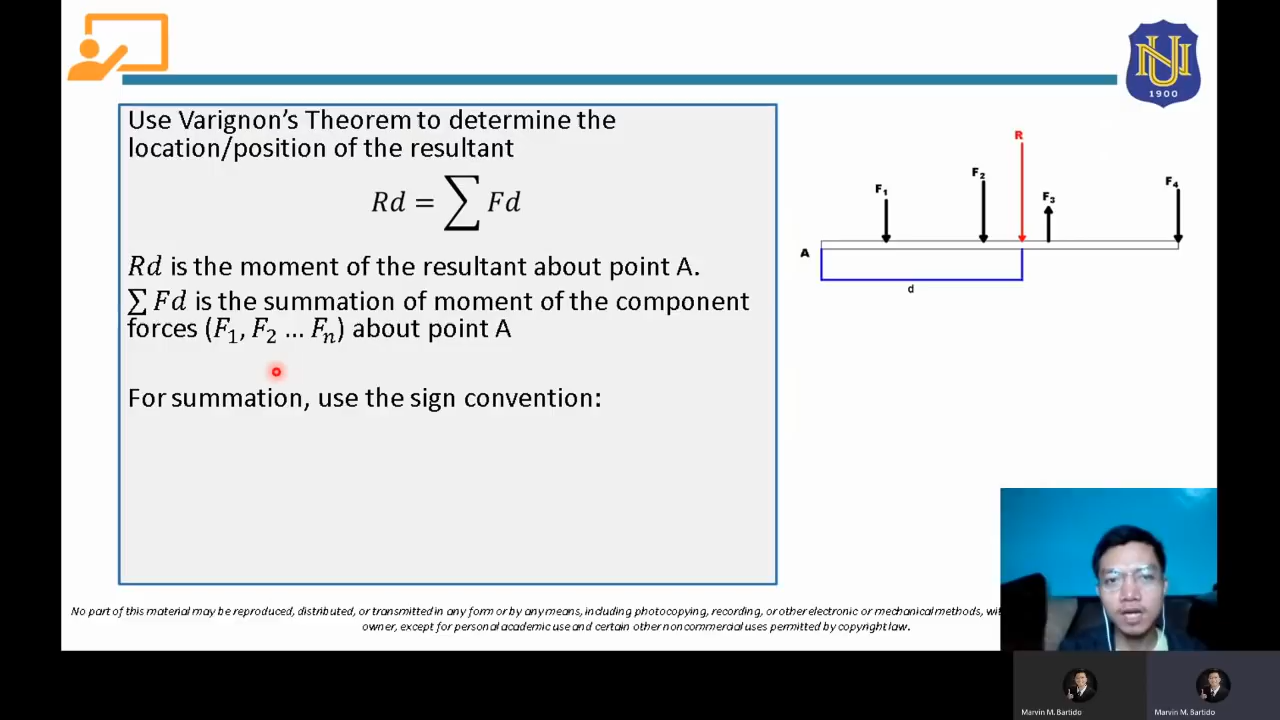 NU
1900
Use Varignon's Theorem to determine the
location/position of the resultant
Rd = ∑ Fd
Rd is the moment of the resultant about point A.
∑ Fd is the summation of moment of the component
forces (F₁, F₂ … Fₙ) about point A
For summation, use the sign convention:
R
F₂
F₄
F₁
F₃
A
d
No part of this material may be reproduced, distributed, or transmitted in any form or by any means, including photocopying, recording, or other electronic or mechanical methods,
owner, except for personal academic use and certain other noncommercial uses permitted by copyright law.
Marvin M. Bartido
Marvin M. Bartido